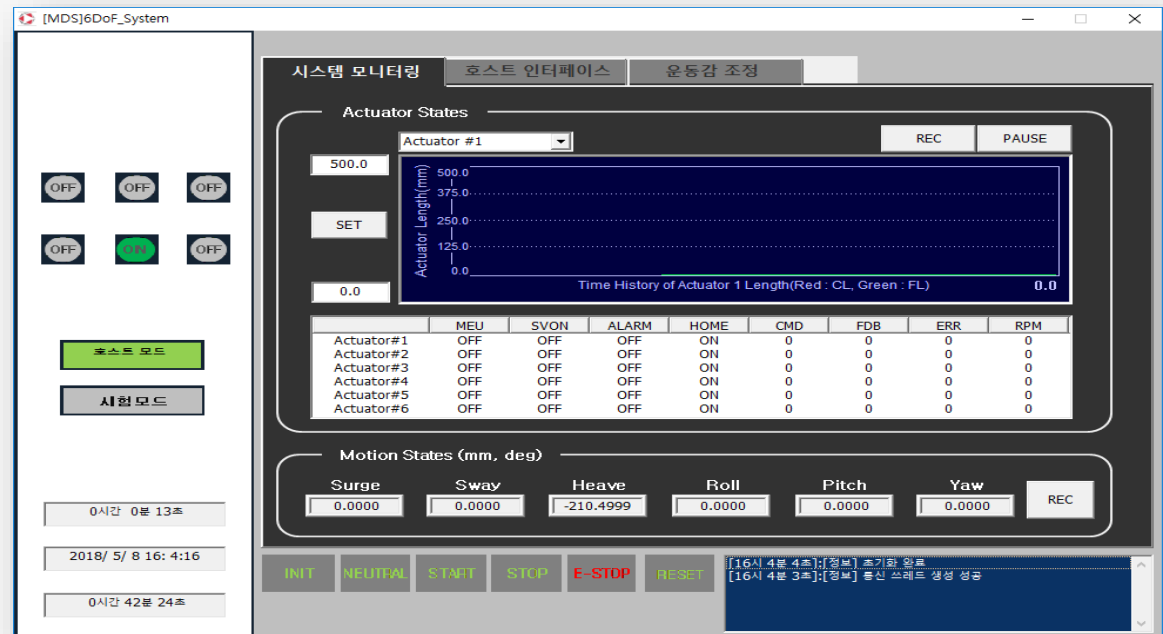 [MDS]6DoF_System
시스템 모니터링
호스트 인터페이스
운동감 조정
Actuator States
Actuator #1
REC
PAUSE
500.0
SET
0.0
Actuator Length(mm)
500.0
375.0
250.0
125.0
0.0
Time History of Actuator 1 Length(Red : CL, Green : FL)
0.0
OFF OFF OFF
OFF ON OFF
호스트 모드
시험모드
MEU SVON ALARM HOME CMD FDB ERR RPM
Actuator#1 OFF OFF OFF ON 0 0 0 0
Actuator#2 OFF OFF OFF ON 0 0 0 0
Actuator#3 OFF OFF OFF ON 0 0 0 0
Actuator#4 OFF OFF OFF ON 0 0 0 0
Actuator#5 OFF OFF OFF ON 0 0 0 0
Actuator#6 OFF OFF OFF ON 0 0 0 0
Motion States (mm, deg)
Surge Sway Heave Roll Pitch Yaw
0.0000 0.0000 -210.4999 0.0000 0.0000 0.0000
REC
0시간 0분 13초
2018/ 5/ 8 16: 4:16
0시간 42분 24초
INIT NEUTRAL START STOP E-STOP RESET
[16시 4분 4초]:[정보] 초기화 완료
[16시 4분 3초]:[정보] 통신 쓰레드 생성 성공